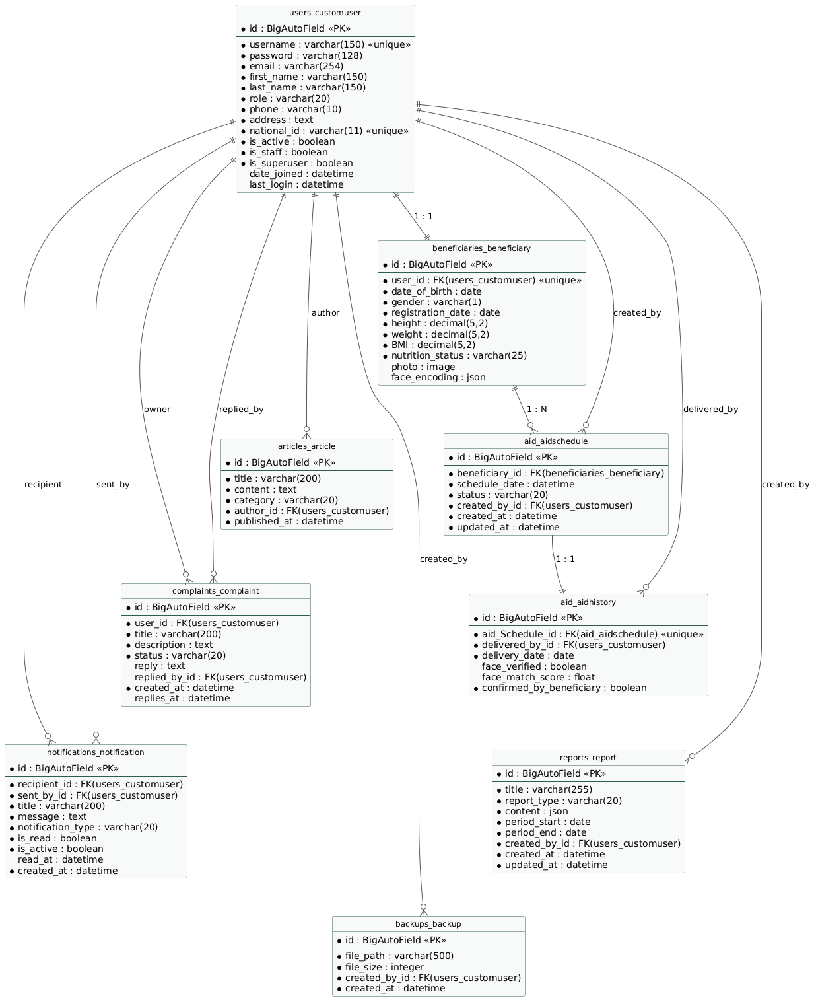 users_customuser
id : BigAutoField «PK»
username : varchar(150) «unique»
password : varchar(128)
email : varchar(254)
first_name : varchar(150)
last_name : varchar(150)
role : varchar(20)
phone : varchar(10)
address : text
national_id : varchar(11) «unique»
is_active : boolean
is_staff : boolean
is_superuser : boolean
date_joined : datetime
last_login : datetime
1 : 1
beneficiaries_beneficiary
id : BigAutoField «PK»
user_id : FK(users_customuser) «unique»
date_of_birth : date
gender : varchar(1)
registration_date : date
height : decimal(5,2)
weight : decimal(5,2)
BMI : decimal(5,2)
nutrition_status : varchar(25)
photo : image
face_encoding : json
author
created_by
owner
replied_by
1 : N
delivered_by
articles_article
id : BigAutoField «PK»
title : varchar(200)
content : text
category : varchar(20)
author_id : FK(users_customuser)
published_at : datetime
aid_aidschedule
id : BigAutoField «PK»
beneficiary_id : FK(beneficiaries_beneficiary)
schedule_date : datetime
status : varchar(20)
created_by_id : FK(users_customuser)
created_at : datetime
updated_at : datetime
recipient
sent_by
created_by
created_by
1 : 1
complaints_complaint
id : BigAutoField «PK»
user_id : FK(users_customuser)
title : varchar(200)
description : text
status : varchar(20)
reply : text
replied_by_id : FK(users_customuser)
created_at : datetime
replies_at : datetime
aid_aidhistory
id : BigAutoField «PK»
aid_Schedule_id : FK(aid_aidschedule) «unique»
delivered_by_id : FK(users_customuser)
delivery_date : date
face_verified : boolean
face_match_score : float
confirmed_by_beneficiary : boolean
notifications_notification
id : BigAutoField «PK»
recipient_id : FK(users_customuser)
sent_by_id : FK(users_customuser)
title : varchar(200)
message : text
notification_type : varchar(20)
is_read : boolean
is_active : boolean
read_at : datetime
created_at : datetime
reports_report
id : BigAutoField «PK»
title : varchar(255)
report_type : varchar(20)
content : json
period_start : date
period_end : date
created_by_id : FK(users_customuser)
created_at : datetime
updated_at : datetime
backups_backup
id : BigAutoField «PK»
file_path : varchar(500)
file_size : integer
created_by_id : FK(users_customuser)
created_at : datetime